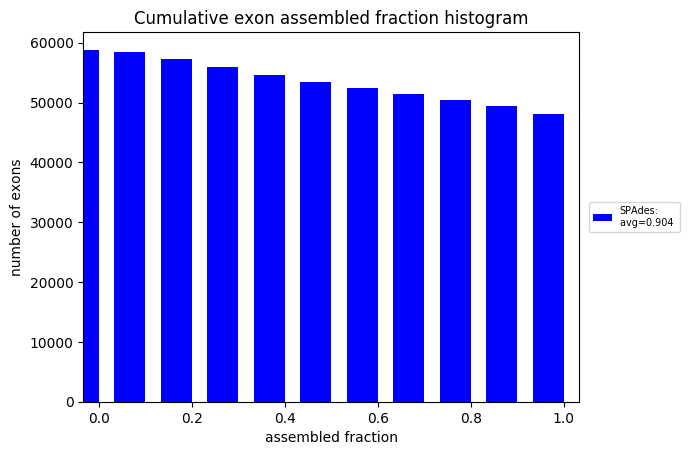 Cumulative exon assembled fraction histogram
60000
50000
40000
30000
20000
10000
0
number of exons
0.0 0.2 0.4 0.6 0.8 1.0
assembled fraction
SPAdes:
avg=0.904